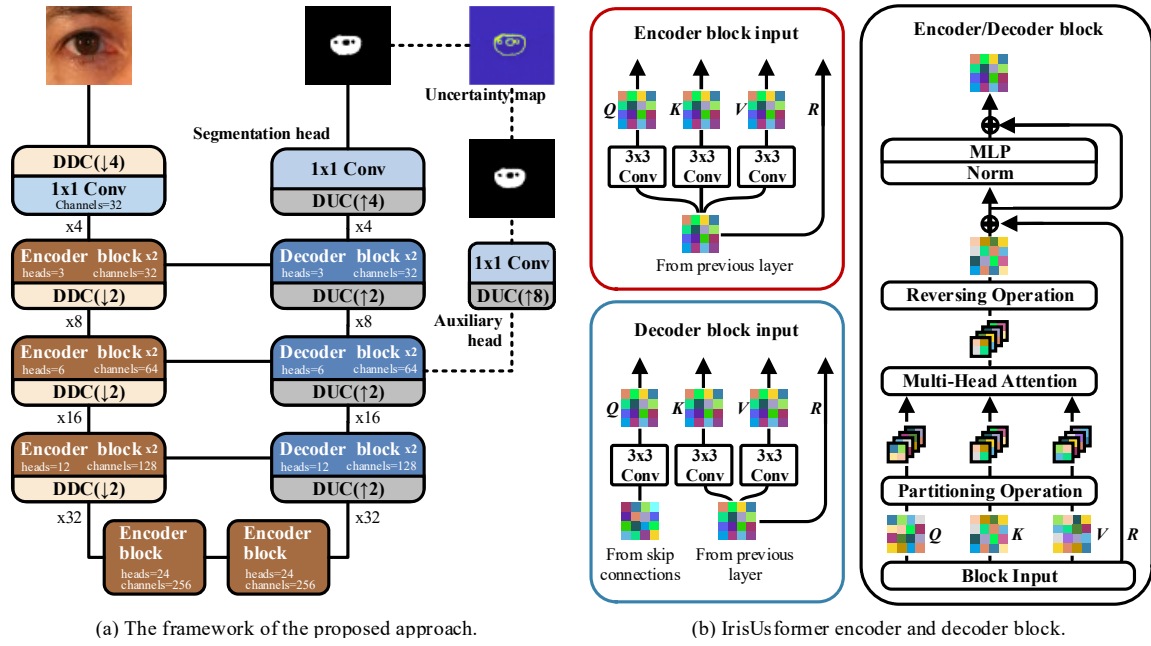 Uncertainty map
Segmentation head
DDC(↓4)
1x1 Conv
Channels=32
x4
Encoder block x2
heads=3 channels=32
DDC(↓2)
x8
Encoder block x2
heads=6 channels=64
DDC(↓2)
x16
Encoder block x2
heads=12 channels=128
DDC(↓2)
x32
Encoder
block
heads=24
channels=256
Encoder
block
heads=24
channels=256
1x1 Conv
DUC(↑4)
x4
Decoder block x2
heads=3 channels=32
DUC(↑2)
x8
Decoder block x2
heads=6 channels=64
DUC(↑2)
x16
Decoder block x2
heads=12 channels=128
DUC(↑2)
x32
1x1 Conv
DUC(↑8)
Auxiliary
head
(a) The framework of the proposed approach.
Encoder block input
Q K V R
3x3
Conv
3x3
Conv
3x3
Conv
From previous layer
Decoder block input
Q K V R
3x3
Conv
3x3
Conv
3x3
Conv
From skip
connections
From previous
layer
Encoder/Decoder block
MLP
Norm
Reversing Operation
Multi-Head Attention
Partitioning Operation
Q K V R
Block Input
(b) IrisUsformer encoder and decoder block.